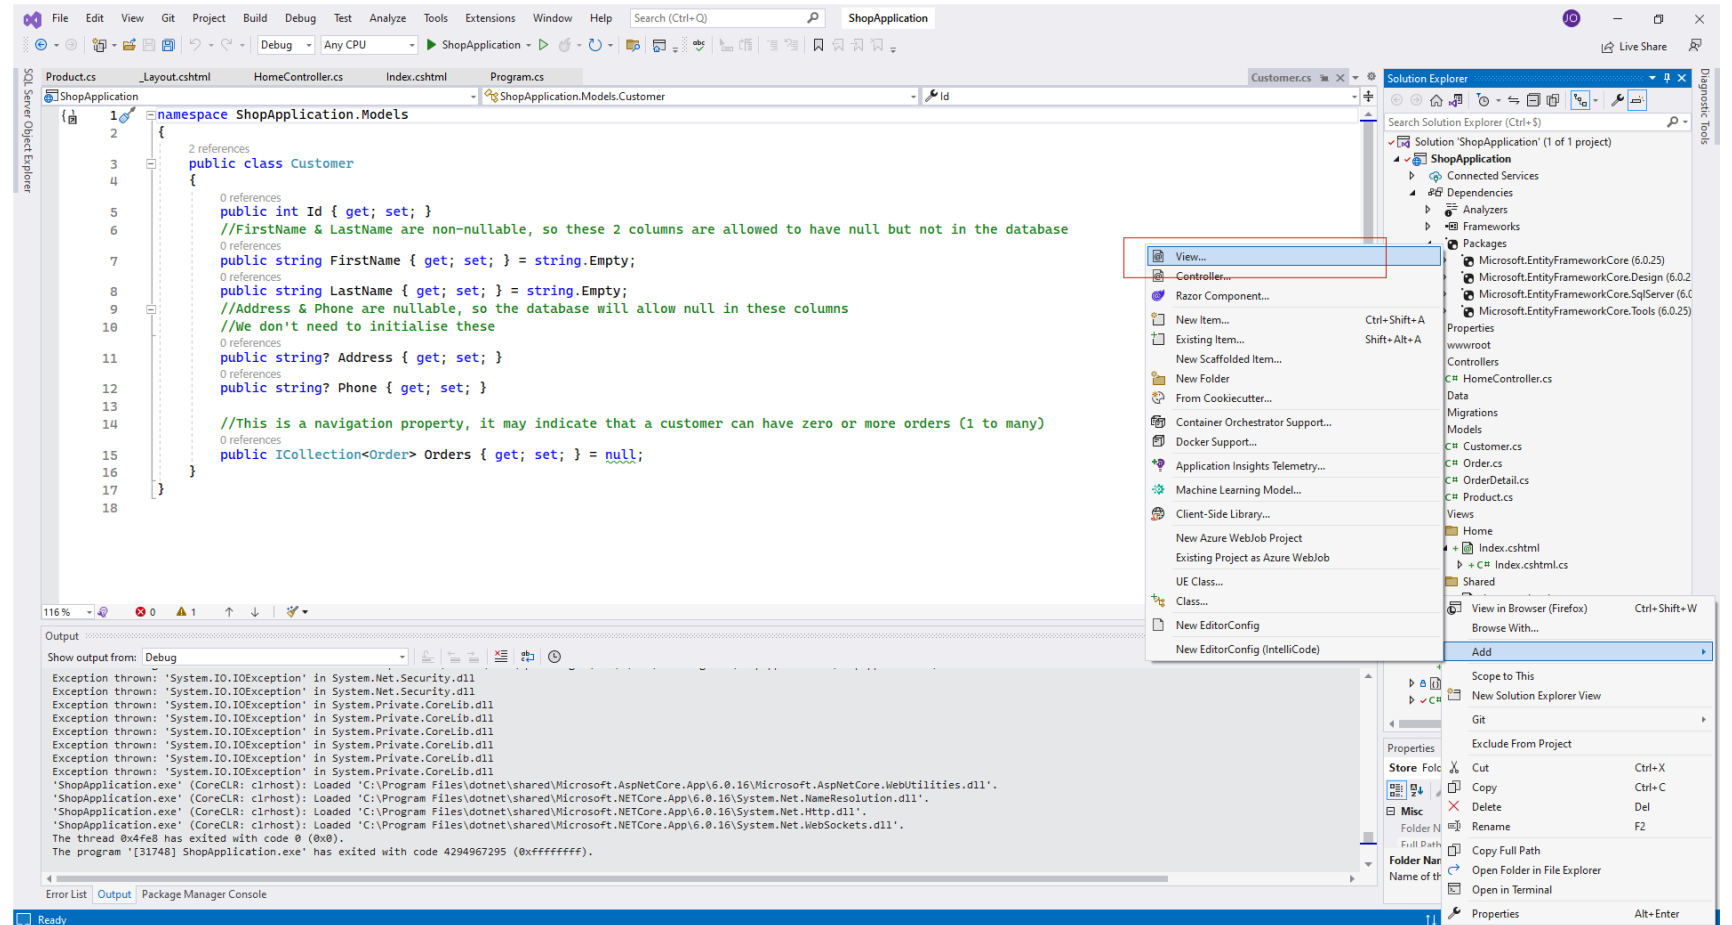 File Edit View Git Project Build Debug Test Analyze Tools Extensions Window Help Search (Ctrl+Q) ShopApplication JO
Debug Any CPU ShopApplication Live Share
SQL Server Object Explorer
Product.cs _Layout.cshtml HomeController.cs Index.cshtml Program.cs Customer.cs
ShopApplication ShopApplication.Models.Customer Id
1 namespace ShopApplication.Models
2 {
2 references
3 public class Customer
4 {
0 references
5 public int Id { get; set; }
6 //FirstName & LastName are non-nullable, so these 2 columns are allowed to have null but not in the database
0 references
7 public string FirstName { get; set; } = string.Empty;
0 references
8 public string LastName { get; set; } = string.Empty;
9 //Address & Phone are nullable, so the database will allow null in these columns
10 //We don't need to initialise these
0 references
11 public string? Address { get; set; }
0 references
12 public string? Phone { get; set; }
13
14 //This is a navigation property, it may indicate that a customer can have zero or more orders (1 to many)
0 references
15 public ICollection<Order> Orders { get; set; } = null;
16 }
17 }
18
116 % 0 1
Output
Show output from: Debug
Exception thrown: 'System.IO.IOException' in System.Net.Security.dll
Exception thrown: 'System.IO.IOException' in System.Net.Security.dll
Exception thrown: 'System.IO.IOException' in System.Private.CoreLib.dll
Exception thrown: 'System.IO.IOException' in System.Private.CoreLib.dll
Exception thrown: 'System.IO.IOException' in System.Private.CoreLib.dll
Exception thrown: 'System.IO.IOException' in System.Private.CoreLib.dll
Exception thrown: 'System.IO.IOException' in System.Private.CoreLib.dll
Exception thrown: 'System.IO.IOException' in System.Private.CoreLib.dll
'ShopApplication.exe' (CoreCLR: clrhost): Loaded 'C:\Program Files\dotnet\shared\Microsoft.AspNetCore.App\6.0.16\Microsoft.AspNetCore.WebUtilities.dll'.
'ShopApplication.exe' (CoreCLR: clrhost): Loaded 'C:\Program Files\dotnet\shared\Microsoft.NETCore.App\6.0.16\System.Net.NameResolution.dll'.
'ShopApplication.exe' (CoreCLR: clrhost): Loaded 'C:\Program Files\dotnet\shared\Microsoft.NETCore.App\6.0.16\System.Net.Http.dll'.
'ShopApplication.exe' (CoreCLR: clrhost): Loaded 'C:\Program Files\dotnet\shared\Microsoft.NETCore.App\6.0.16\System.Net.WebSockets.dll'.
The thread 0x4fe8 has exited with code 0 (0x0).
The program '[31748] ShopApplication.exe' has exited with code 4294967295 (0xffffffff).
Error List Output Package Manager Console
Ready
View...
Controller...
Razor Component...
New Item... Ctrl+Shift+A
Existing Item... Shift+Alt+A
New Scaffolded Item...
New Folder
From Cookiecutter...
Container Orchestrator Support...
Docker Support...
Application Insights Telemetry...
Machine Learning Model...
Client-Side Library...
New Azure WebJob Project
Existing Project as Azure WebJob
UE Class...
Class...
New EditorConfig
New EditorConfig (IntelliCode)
Solution Explorer
Search Solution Explorer (Ctrl+$)
Solution 'ShopApplication' (1 of 1 project)
ShopApplication
Connected Services
Dependencies
Analyzers
Frameworks
Packages
Microsoft.EntityFrameworkCore (6.0.25)
Microsoft.EntityFrameworkCore.Design (6.0.2
Microsoft.EntityFrameworkCore.SqlServer (6.0
Microsoft.EntityFrameworkCore.Tools (6.0.25)
Properties
wwwroot
Controllers
C# HomeController.cs
Data
Migrations
Models
C# Customer.cs
C# Order.cs
C# OrderDetail.cs
C# Product.cs
Views
Home
Index.cshtml
C# Index.cshtml.cs
Shared
View in Browser (Firefox) Ctrl+Shift+W
Browse With...
Add
Scope to This
New Solution Explorer View
Git
Exclude From Project
Cut Ctrl+X
Copy Ctrl+C
Delete Del
Rename F2
Copy Full Path
Open Folder in File Explorer
Open in Terminal
Properties Alt+Enter
Properties
Store Fold
Misc
Folder N
Full Path
Folder Nam
Name of th
Diagnostic Tools